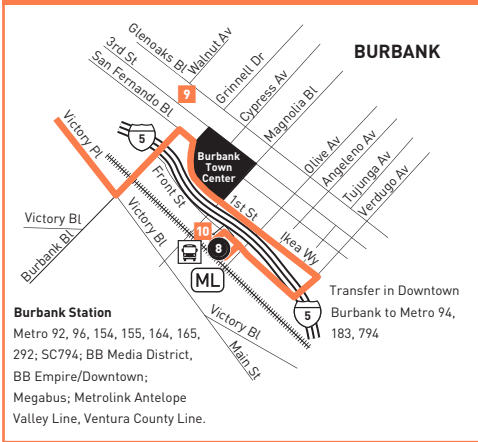 BURBANK
Glenoaks Bl
Walnut Av
3rd St
Grinnell Dr
San Fernando Bl
Cypress Av
Magnolia Bl
9
Victory Pl
5
Olive Av
Angeleno Av
Tujunga Av
Verdugo Av
Burbank
Town
Center
Front St
1st St
Ikea Wy
10
8
ML
Victory Bl
Victory Bl
Burbank Bl
Transfer in Downtown
Burbank to Metro 94,
183, 794
5
Victory Bl
Main St
Burbank Station
Metro 92, 96, 154, 155, 164, 165,
292; SC794; BB Media District,
BB Empire/Downtown;
Megabus; Metrolink Antelope
Valley Line, Ventura County Line.